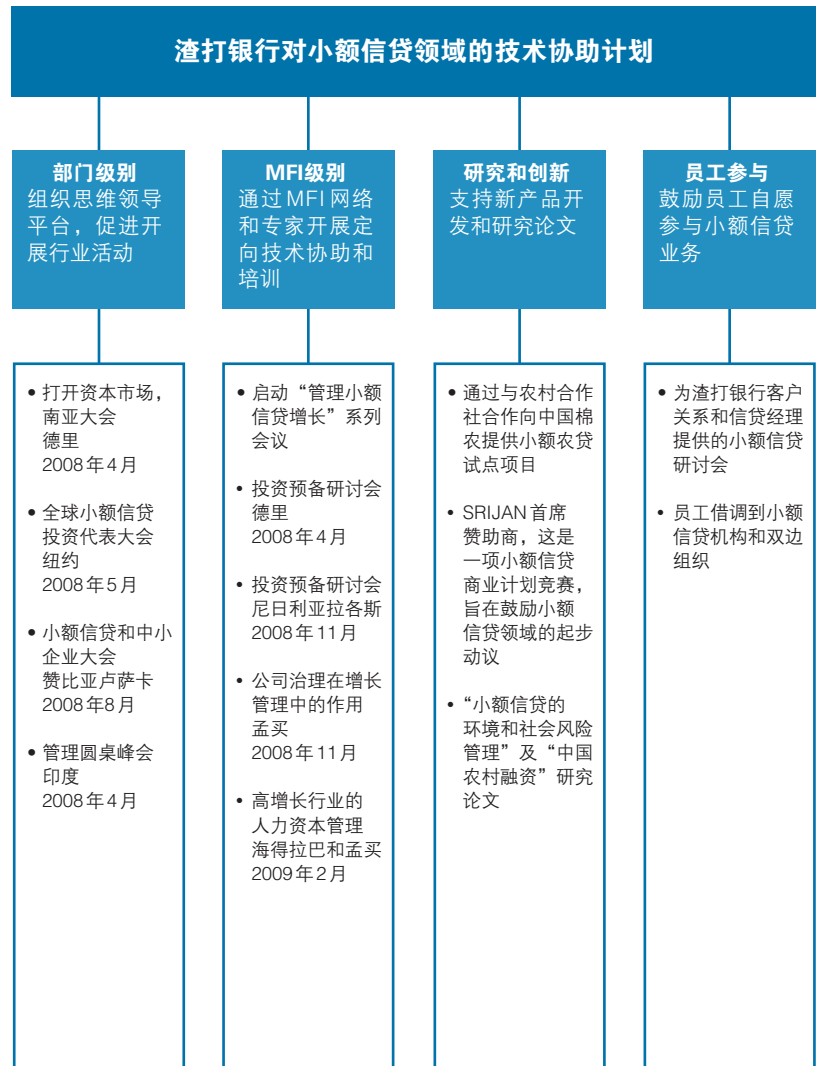 渣打银行对小额信贷领域的技术协助计划
部门级别
组织思维领导
平台，促进开
展行业活动
MFI级别
通过MFI网络
和专家开展定
向技术协助和
培训
研究和创新
支持新产品开
发和研究论文
员工参与
鼓励员工自愿
参与小额信贷
业务
• 打开资本市场，
南亚大会
德里
2008年4月
• 全球小额信贷
投资代表大会
纽约
2008年5月
• 小额信贷和中小
企业大会
赞比亚卢萨卡
2008年8月
• 管理圆桌峰会
印度
2008年4月
• 启动“管理小额
信贷增长”系列
会议
• 投资预备研讨会
德里
2008年4月
• 投资预备研讨会
尼日利亚拉各斯
2008年11月
• 公司治理在增长
管理中的作用
孟买
2008年11月
• 高增长行业的
人力资本管理
海得拉巴和孟买
2009年2月
• 通过与农村合作
社合作向中国棉
农提供小额农贷
试点项目
• SRIJAN首席
赞助商，这是
一项小额信贷
商业计划竞赛，
旨在鼓励小额
信贷领域的起步
动议
• “小额信贷的
环境和社会风险
管理”及“中国
农村融资”研究
论文
• 为渣打银行客户
关系和信贷经理
提供的小额信贷
研讨会
• 员工借调到小额
信贷机构和双边
组织